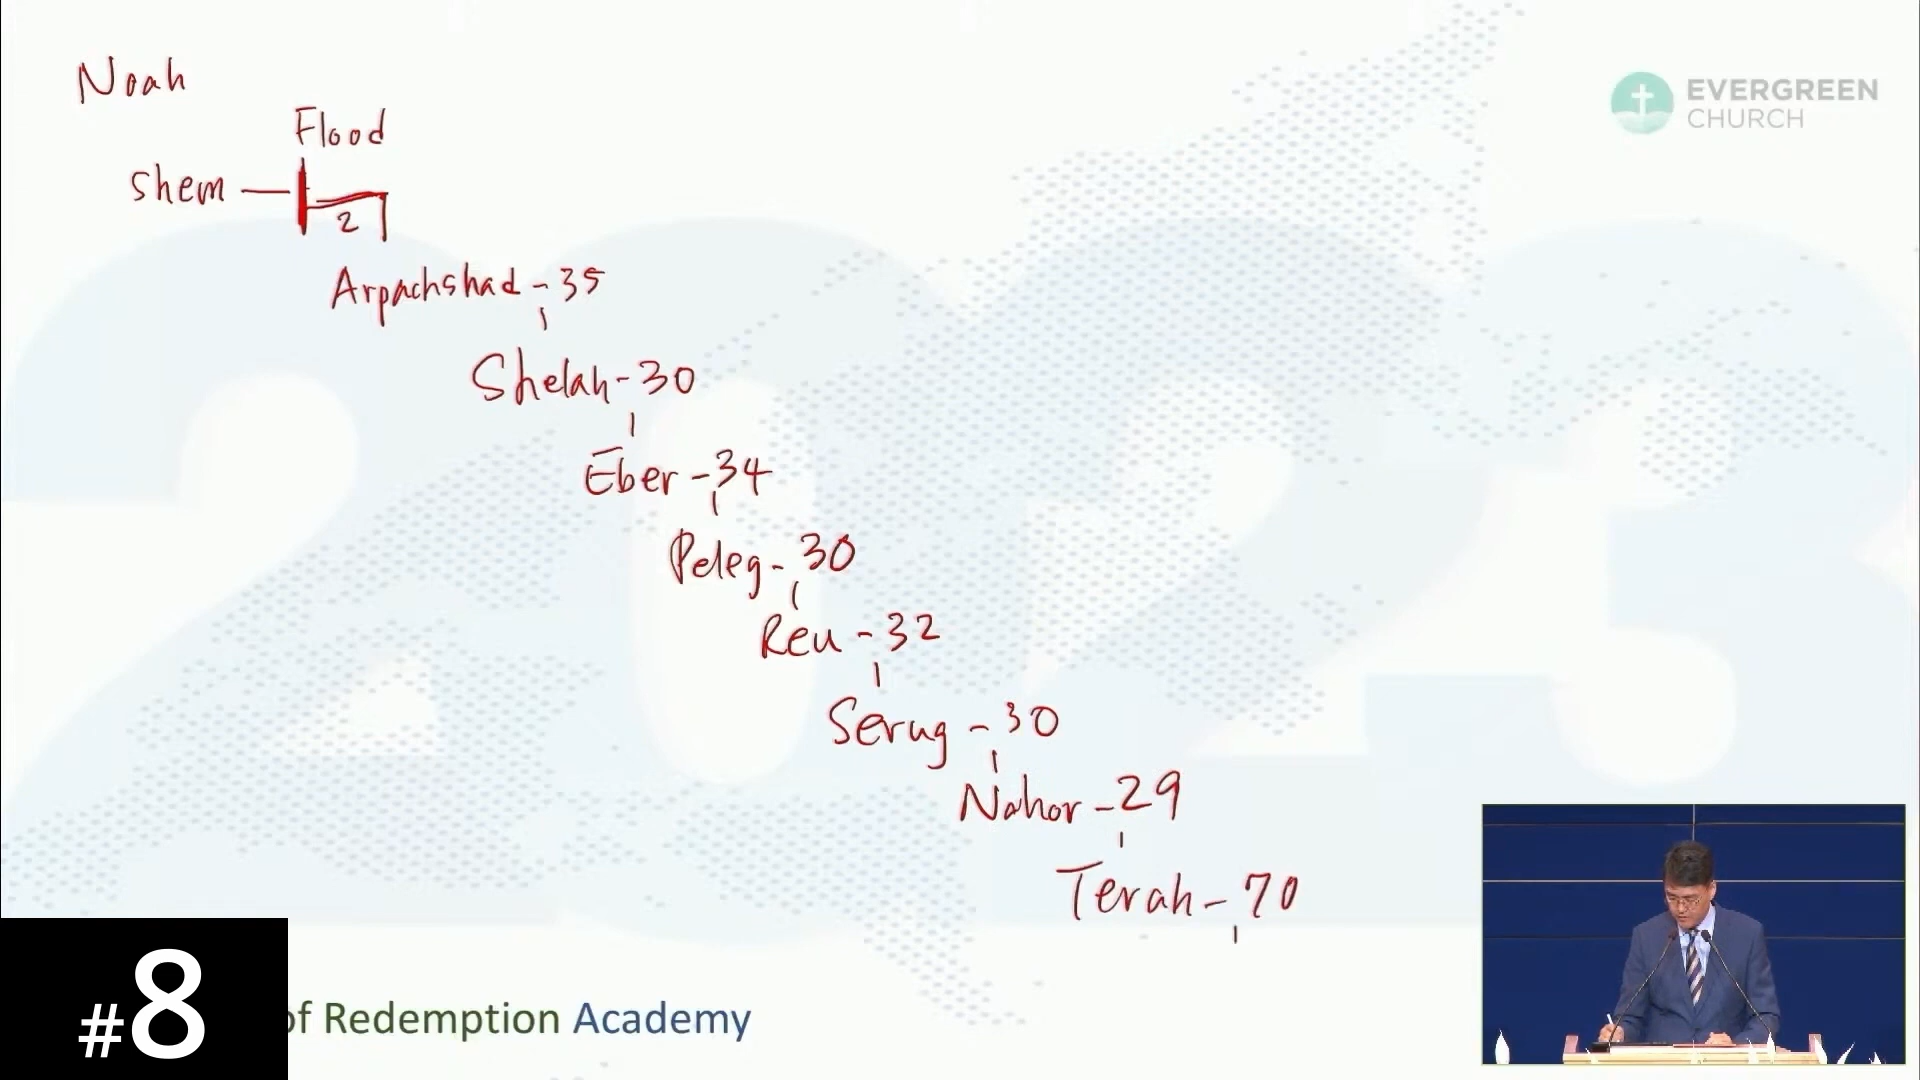 Noah
EVERGREEN
CHURCH
Flood
Shem —
2
Arpachshad - 35
Shelah - 30
Eber - 34
Peleg - 30
Reu - 32
Serug - 30
Nahor - 29
Terah - 70
2023
#8
of Redemption Academy